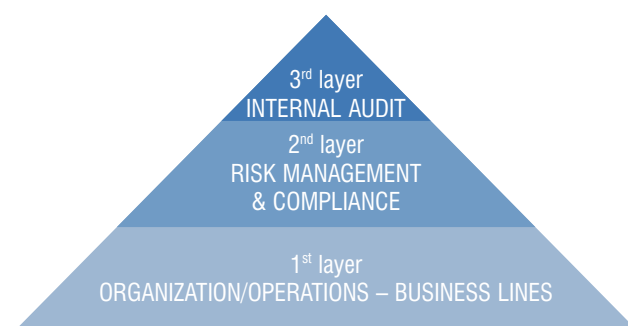 3rd layer
INTERNAL AUDIT
2nd layer
RISK MANAGEMENT
& COMPLIANCE
1st layer
ORGANIZATION/OPERATIONS – BUSINESS LINES